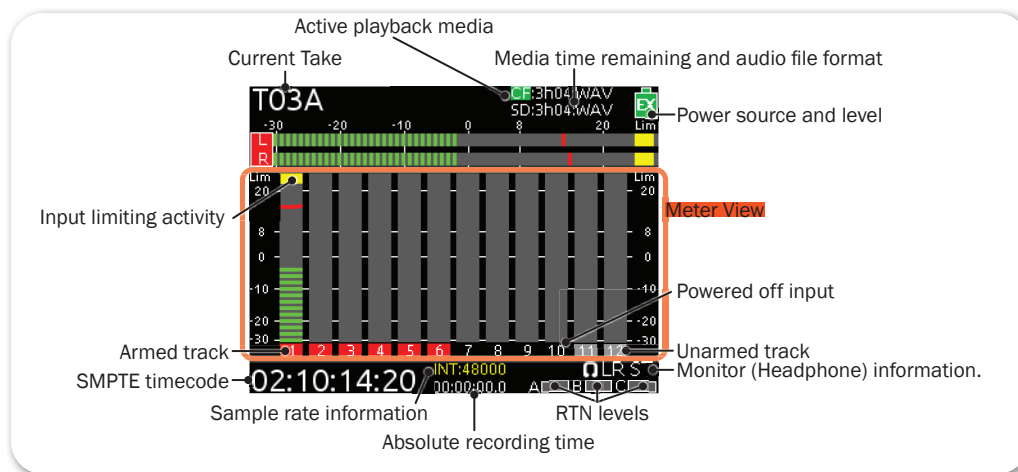 Active playback media
Current Take
Media time remaining and audio file format
T03A
CF:3h04:WAV
SD:3h04:WAV
EX
Power source and level
-30 -20 -10 0 8 20 Lim
L
R
Lim Lim
20 20
Input limiting activity
Meter View
8 8
0 0
-10 -10
Powered off input
-20 -20
-30 -30
Armed track
1 2 3 4 5 6 7 8 9 10 11 12
Unarmed track
SMPTE timecode
02:10:14:20
INT:48000
LR ST
Monitor (Headphone) information.
00:00:00.0
A B C
Sample rate information
RTN levels
Absolute recording time